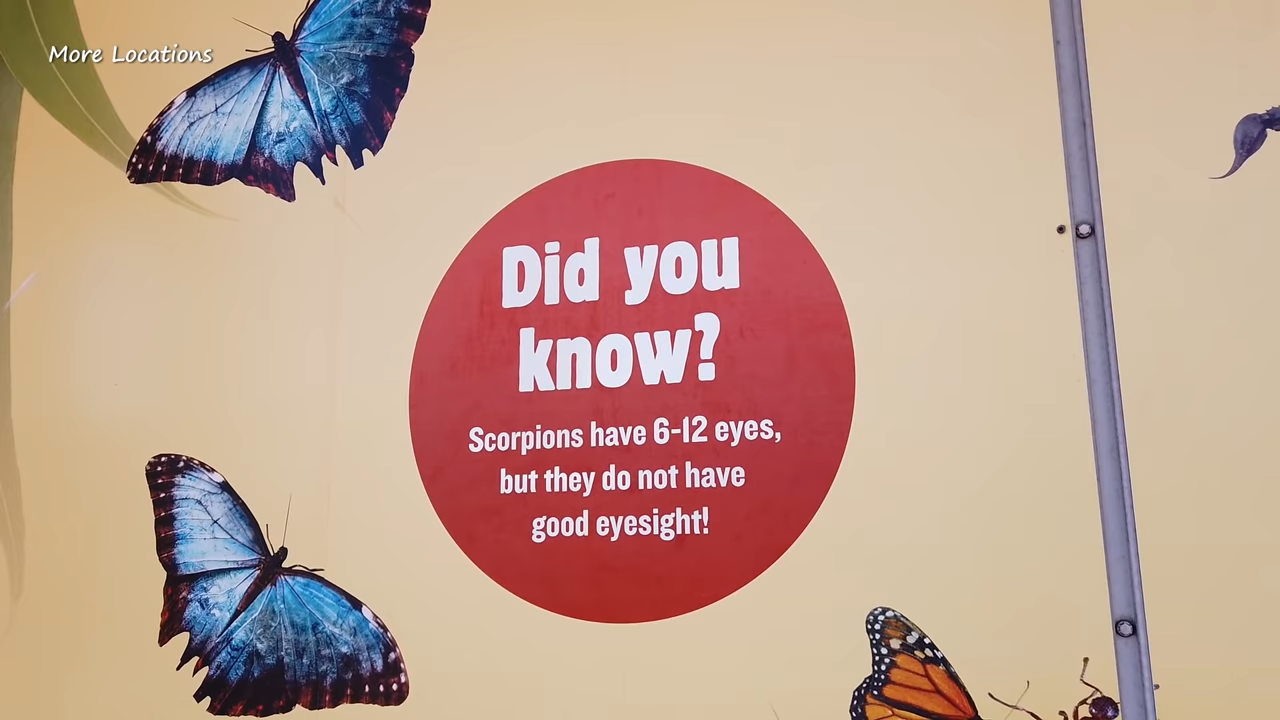 More Locations
Did you
know?
Scorpions have 6-12 eyes,
but they do not have
good eyesight!